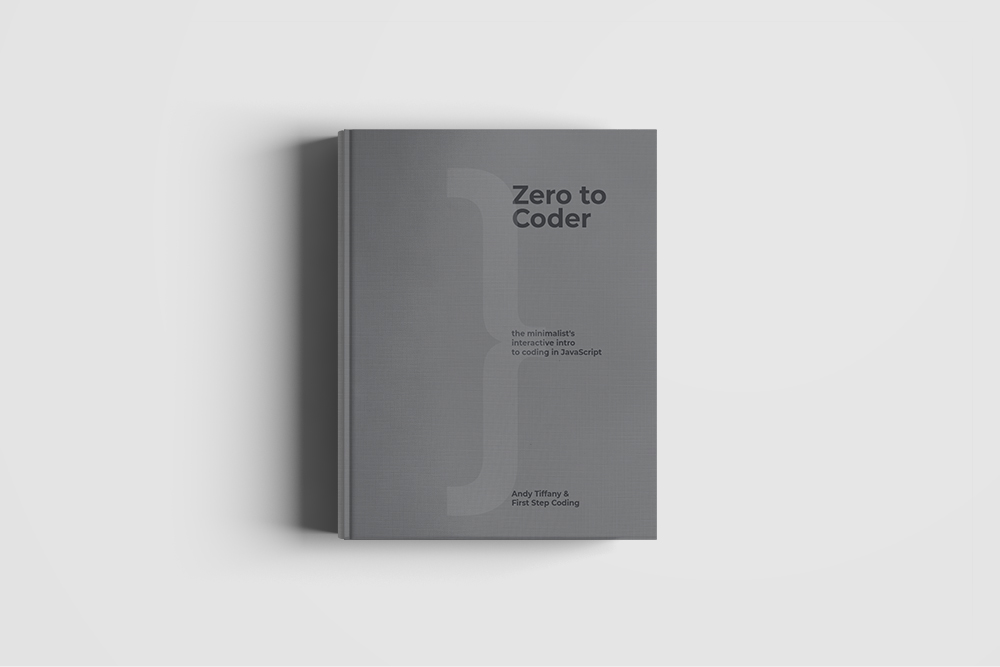 Zero to
Coder
the minimalist's
interactive intro
to coding in JavaScript
Andy Tiffany &
First Step Coding
}